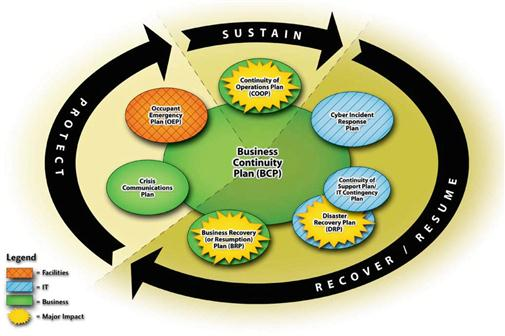 SUSTAIN
PROTECT
RECOVER / RESUME
Continuity of
Operations Plan
(COOP)
Occupant
Emergency
Plan (OEP)
Cyber Incident
Response
Plan
Business
Continuity
Plan (BCP)
Crisis
Communications
Plan
Continuity of
Support Plan/
IT Contingency
Plan
Disaster
Recovery Plan
(DRP)
Business Recovery
(or Resumption)
Plan (BRP)
Legend
= Facilities
= IT
= Business
= Major Impact